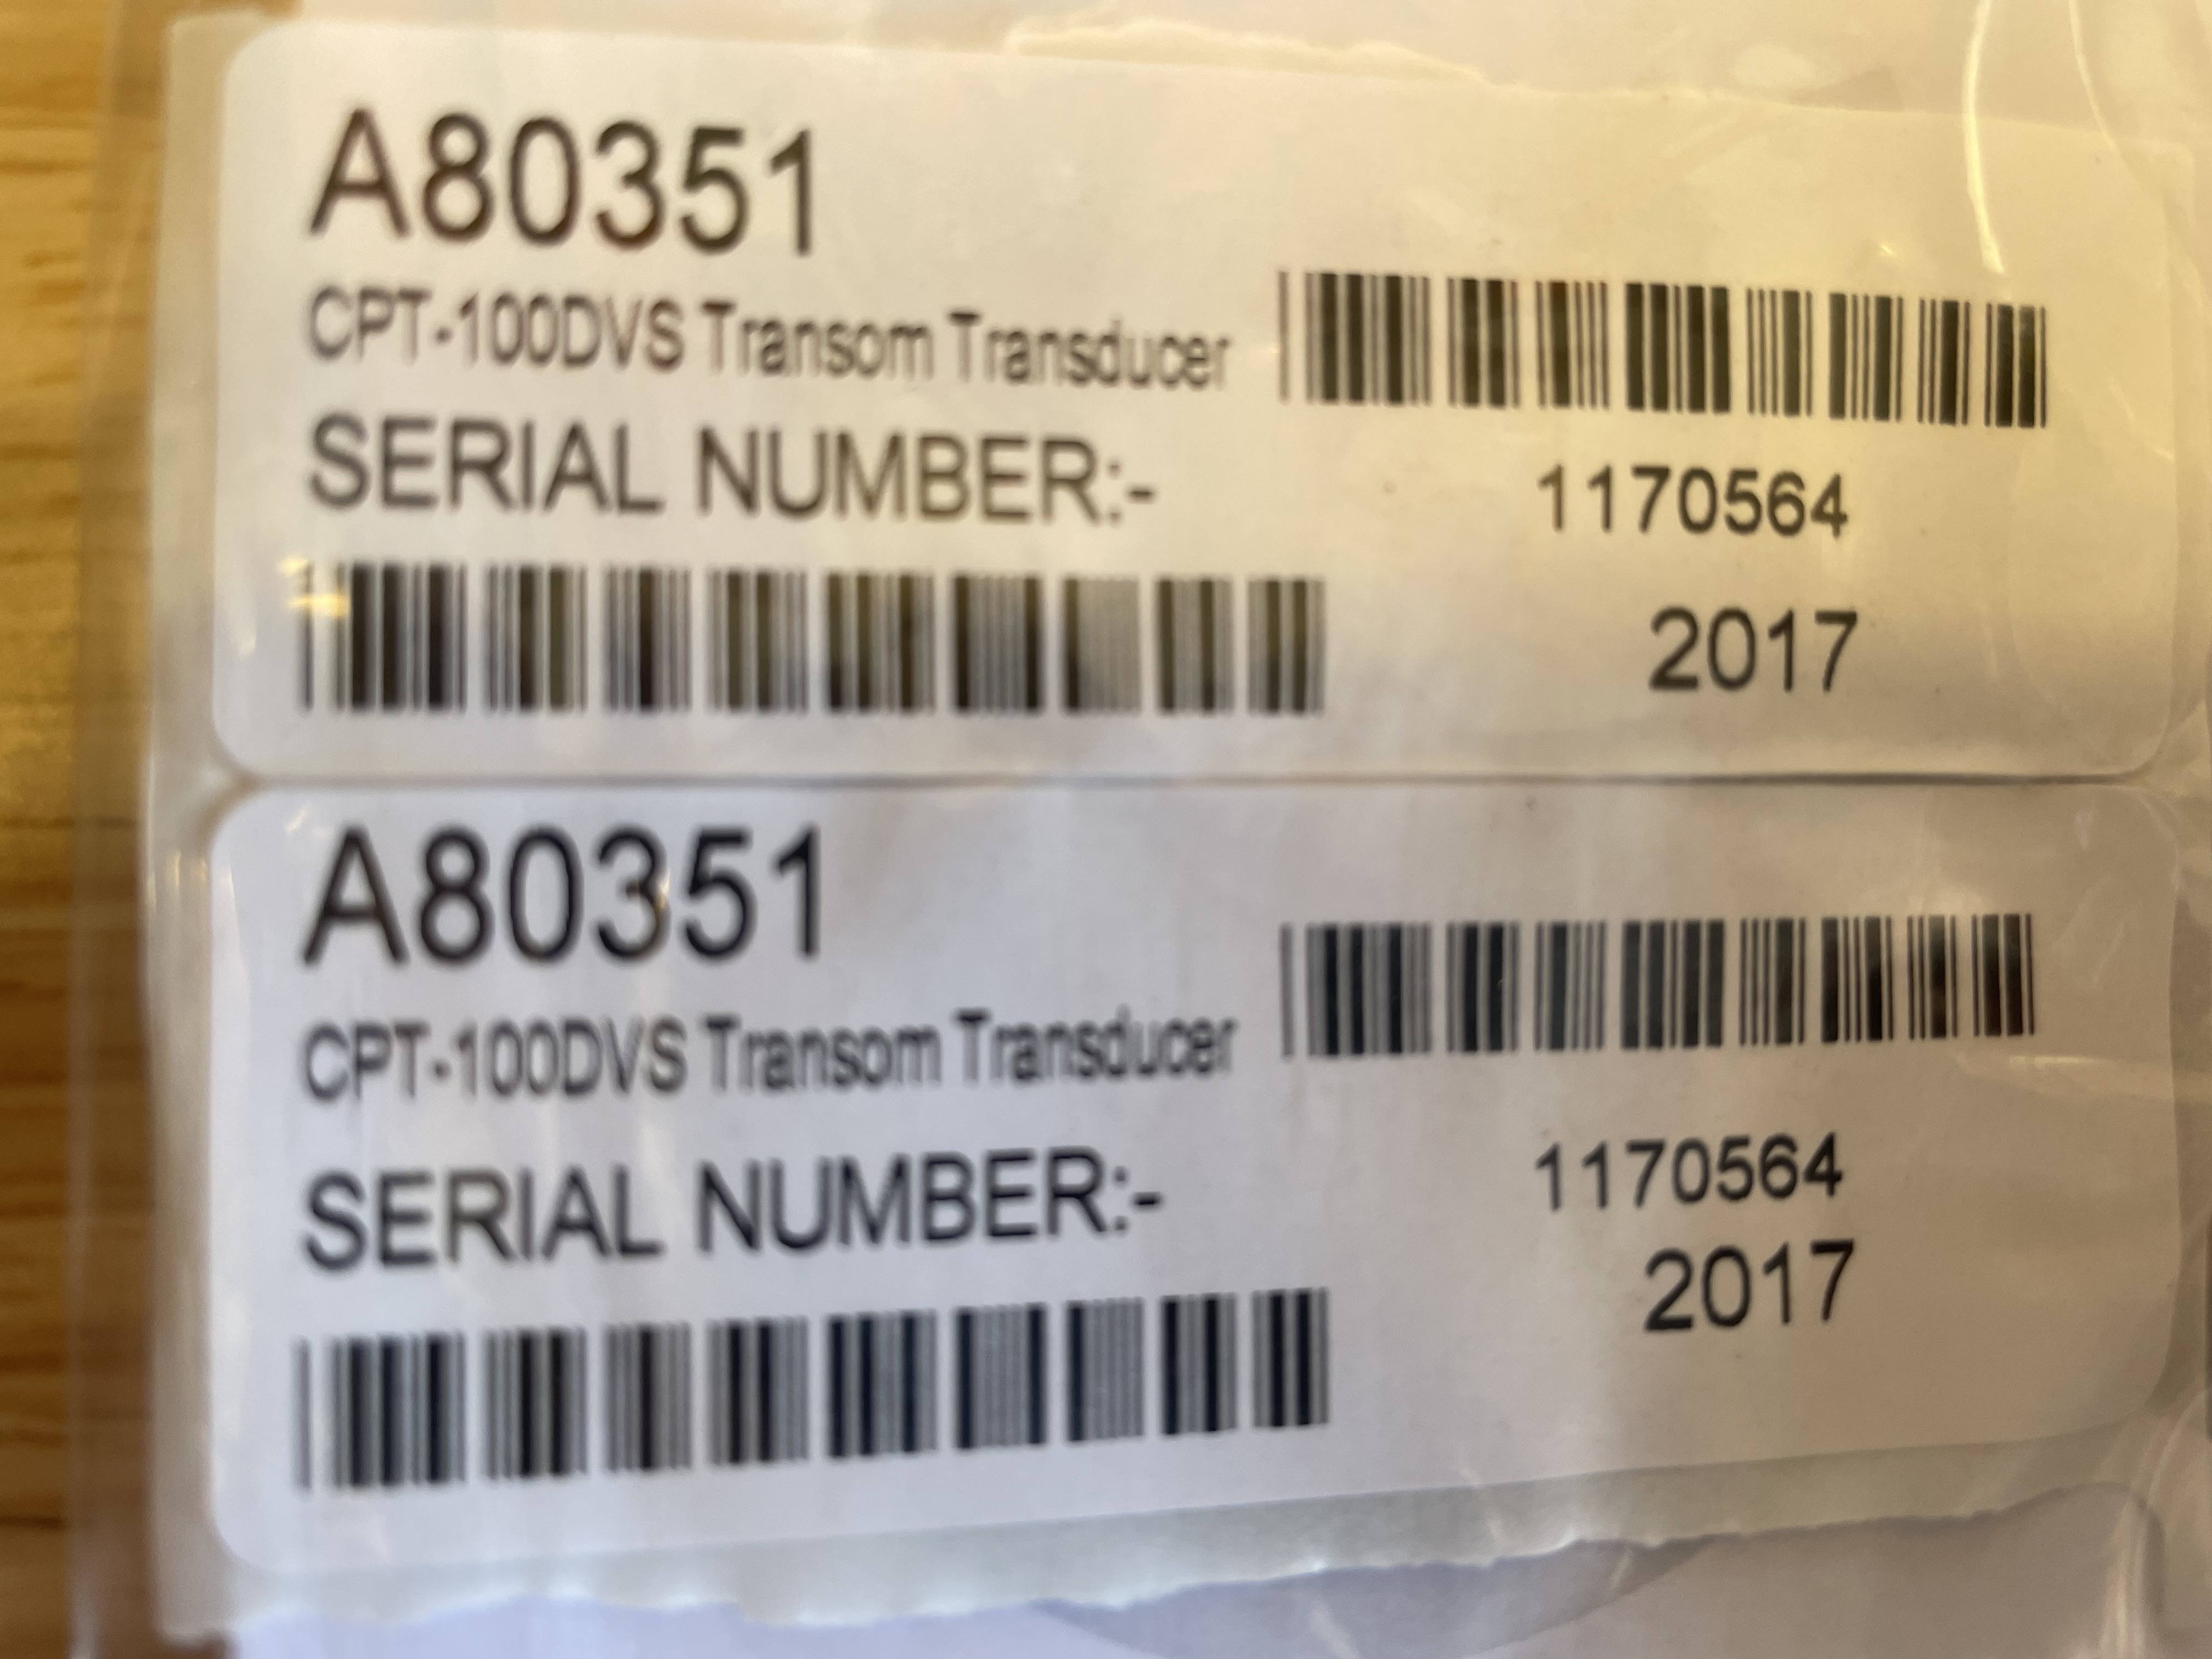 A80351
CPT-100DVS Transom Transducer
SERIAL NUMBER:-
1170564
2017
A80351
CPT-100DVS Transom Transducer
SERIAL NUMBER:-
1170564
2017